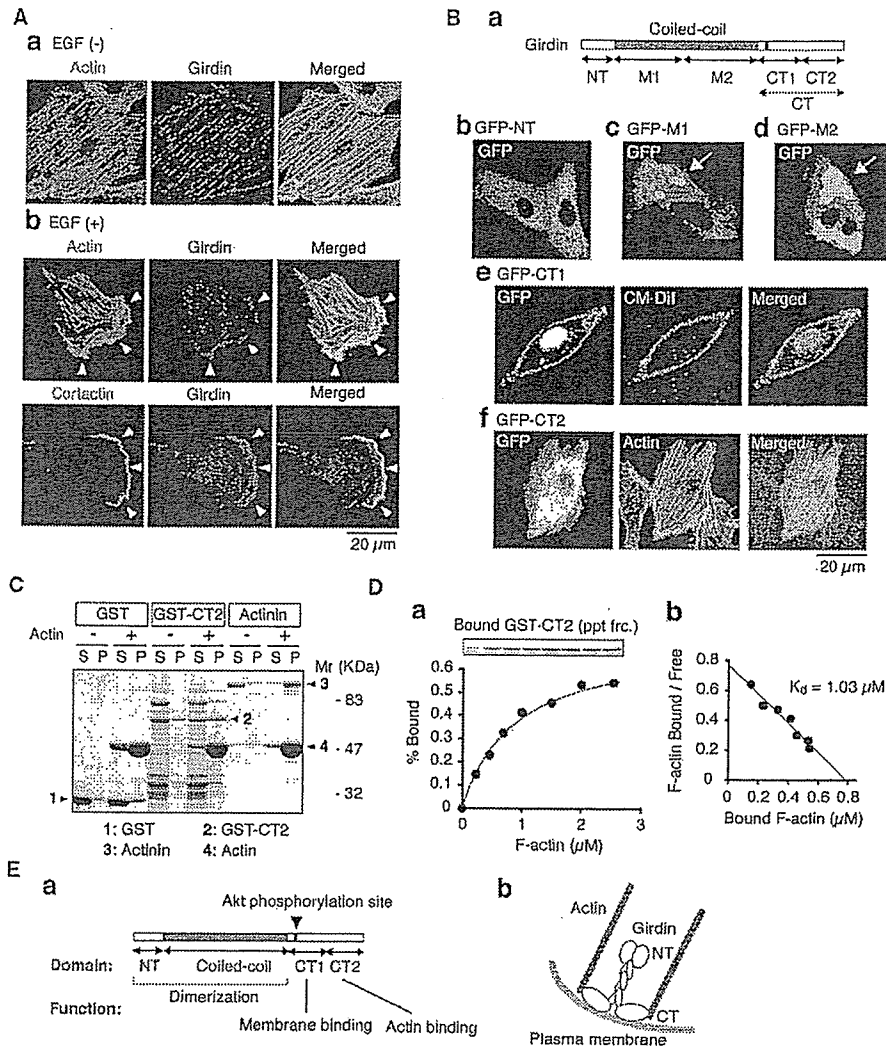 A
a EGF (-)
Actin Girdin Merged
b EGF (+)
Actin Girdin Merged
Cortactin Girdin Merged
20 µm
B a
Coiled-coil
Girdin
NT M1 M2 CT1 CT2
CT
b GFP-NT c GFP-M1 d GFP-M2
GFP GFP GFP
e GFP-CT1
GFP CM-DiI Merged
f GFP-CT2
GFP Actin Merged
20 µm
C
GST GST-CT2 Actinin
Actin - + - + - +
S P S P S P S P S P S P
Mr (KDa)
3
- 83
2
4 - 47
- 32
1
1: GST 2: GST-CT2
3: Actinin 4: Actin
D a
Bound GST-CT2 (ppt frc.)
% Bound
0.6
0.5
0.4
0.3
0.2
0.1
0
0 1 2 3
F-actin (µM)
b
F-actin Bound / Free
0.8
0.6
0.4
0.2
0
Kd = 1.03 µM
0 0.2 0.4 0.6 0.8
Bound F-actin (µM)
E a
Akt phosphorylation site
Domain: NT Coiled-coil CT1 CT2
Dimerization
Function:
Membrane binding
Actin binding
b
Actin
Girdin
NT
CT
Plasma membrane